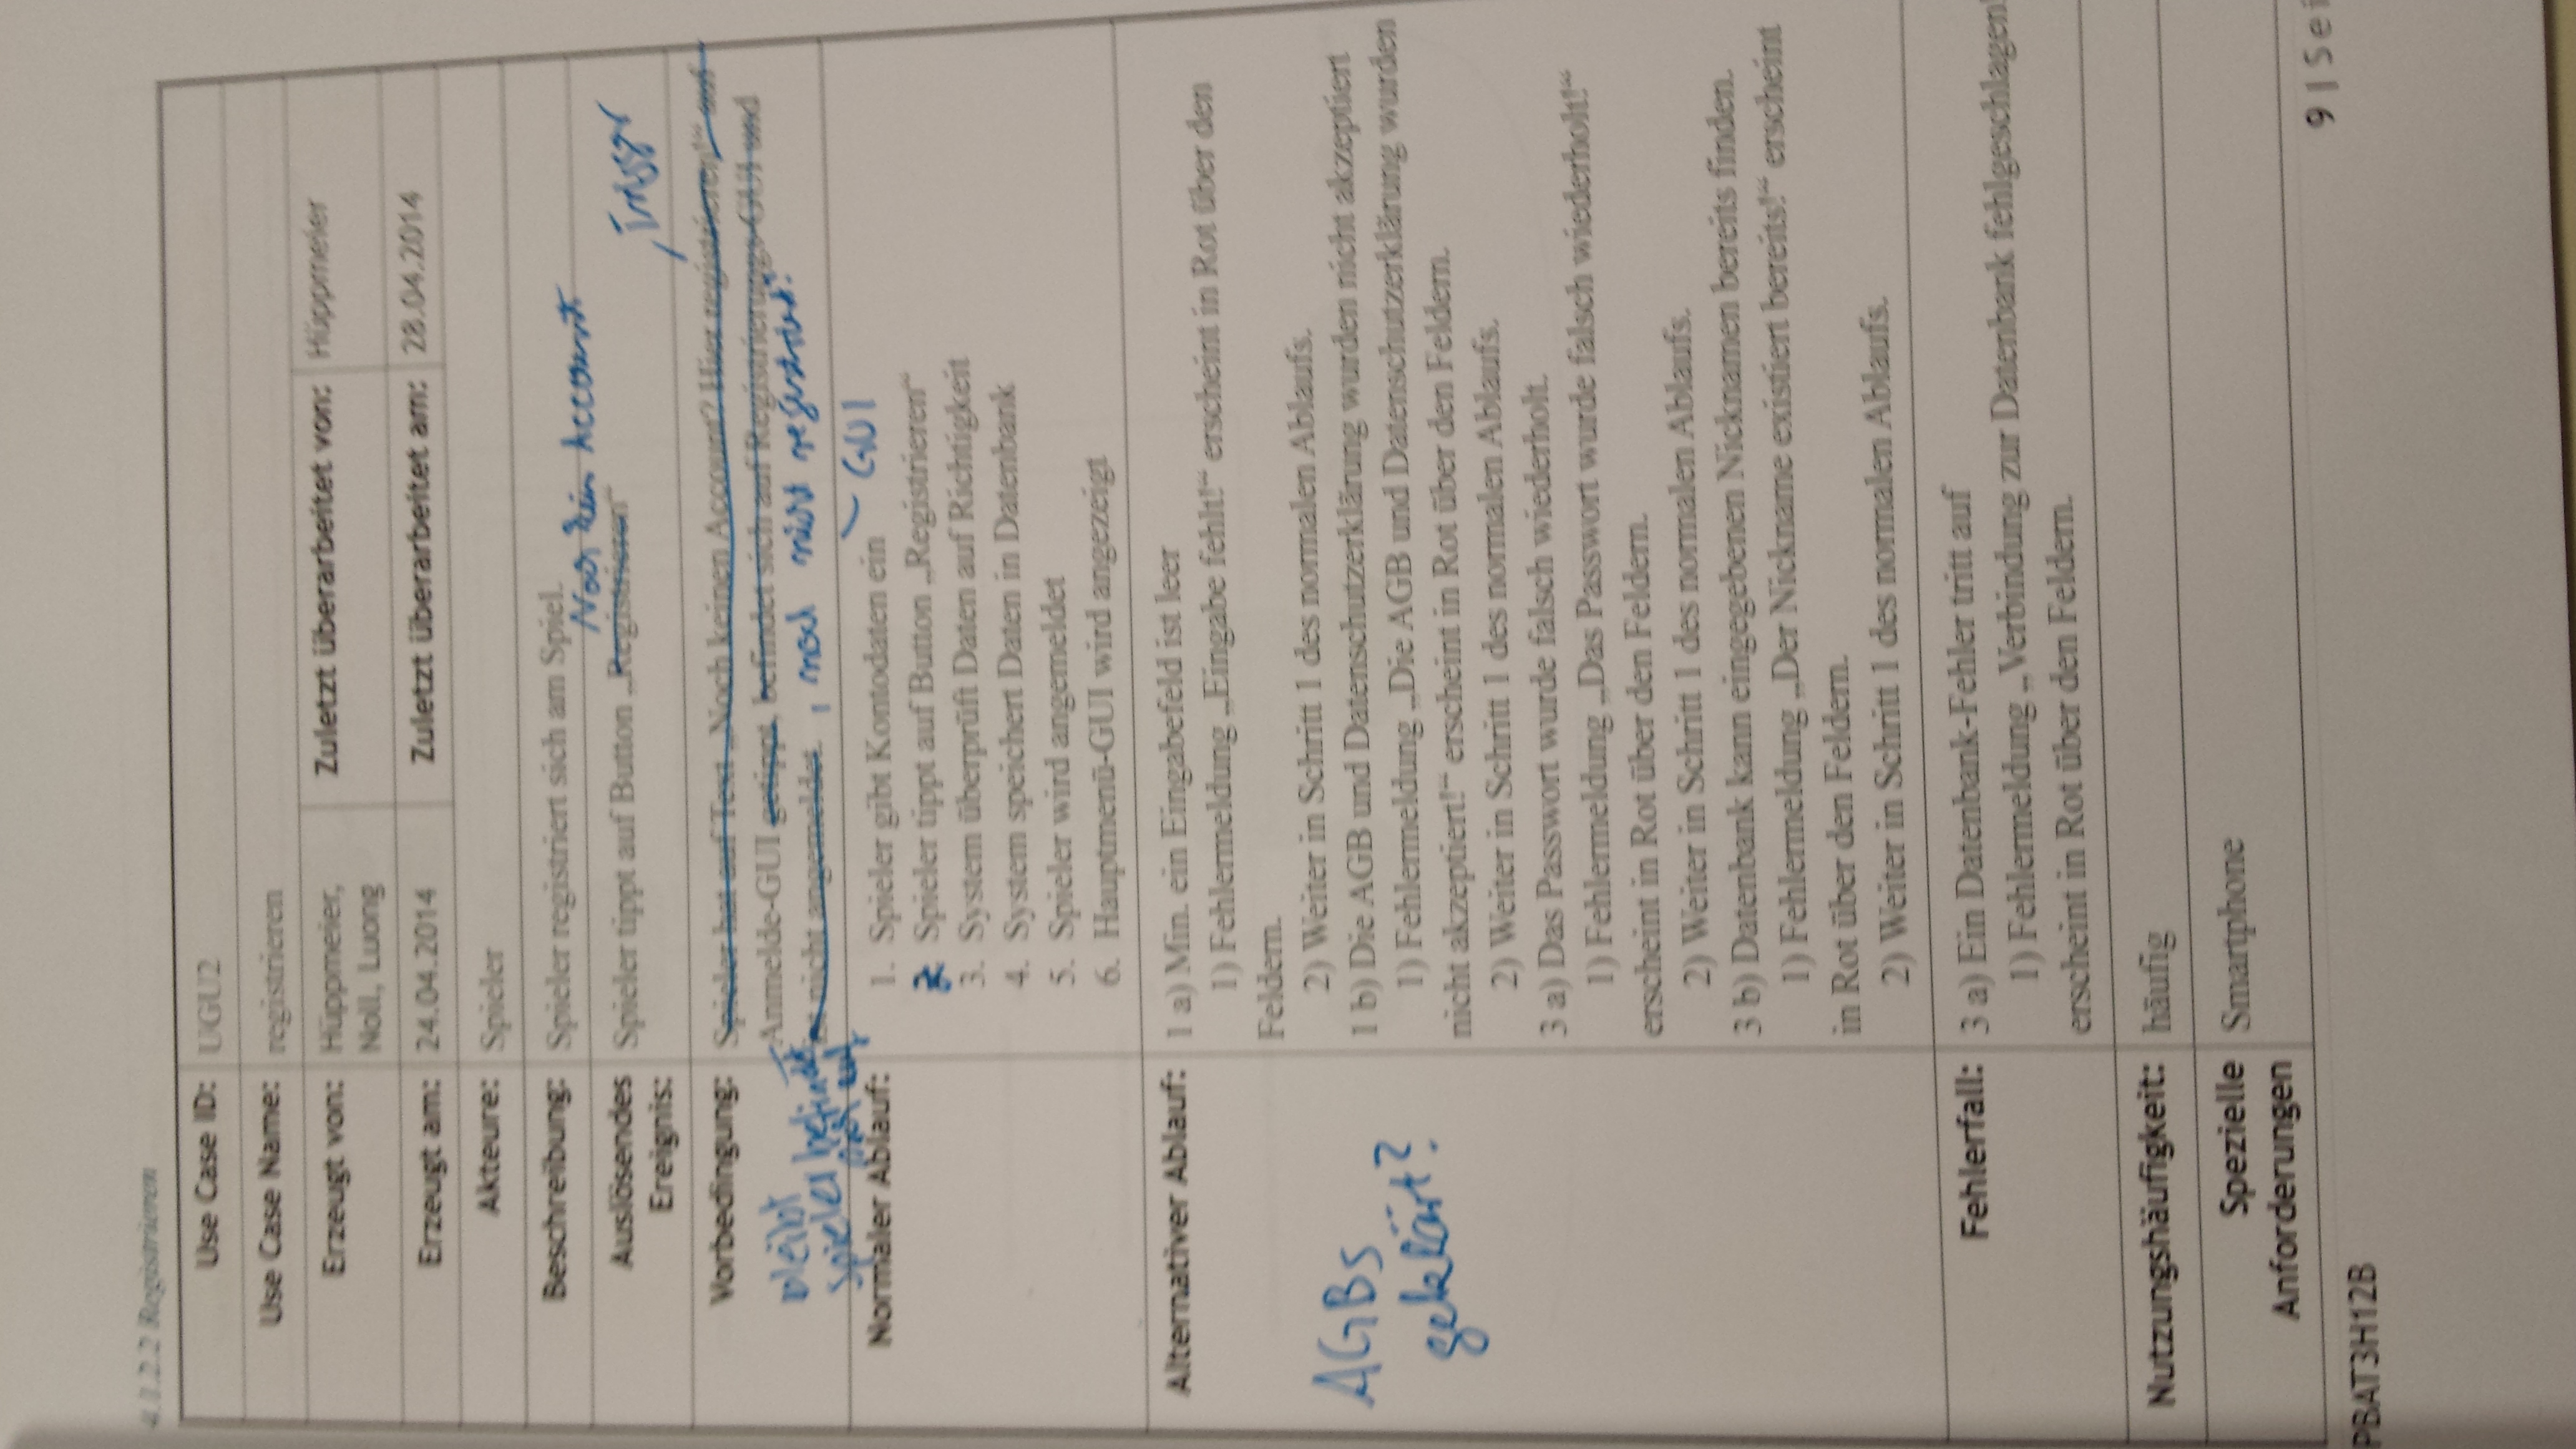 4.1.2.2 Registrieren
Use Case ID: UGU2
Use Case Name: registrieren
Erzeugt von: Hüppmeier, Zuletzt überarbeitet von: Hüppmeier
Noll, Luong
Erzeugt am: 24.04.2014 Zuletzt überarbeitet am: 28.04.2014
Akteure: Spieler
Beschreibung: Spieler registriert sich am Spiel.
Noch kein Account
Auslösendes Spieler tippt auf Button „Registrieren“
Ereignis:
Trigger
Vorbedingung: Spieler hat auf Text „Noch keinen Account? Hier registrieren!“ auf
Anmelde-GUI getippt, befindet sich auf Registrierungs-GUI und
bleibt
ist nicht angemeldet. , noch nicht registriert.
Spieler befindet
sich auf
GUI
Normaler Ablauf: 1. Spieler gibt Kontodaten ein
2 Spieler tippt auf Button „Registrieren“
3. System überprüft Daten auf Richtigkeit
4. System speichert Daten in Datenbank
5. Spieler wird angemeldet
6. Hauptmenü-GUI wird angezeigt
Alternativer Ablauf: 1 a) Min. ein Eingabefeld ist leer
1) Fehlermeldung „Eingabe fehlt!“ erscheint in Rot über den
Feldern.
2) Weiter in Schritt 1 des normalen Ablaufs.
AGBs
geklärt?
1 b) Die AGB und Datenschutzerklärung wurden nicht akzeptiert
1) Fehlermeldung „Die AGB und Datenschutzerklärung wurden
nicht akzeptiert!“ erscheint in Rot über den Feldern.
2) Weiter in Schritt 1 des normalen Ablaufs.
3 a) Das Passwort wurde falsch wiederholt.
1) Fehlermeldung „Das Passwort wurde falsch wiederholt!“
erscheint in Rot über den Feldern.
2) Weiter in Schritt 1 des normalen Ablaufs.
3 b) Datenbank kann eingegebenen Nicknamen bereits finden.
1) Fehlermeldung „Der Nickname existiert bereits!“ erscheint
in Rot über den Feldern.
2) Weiter in Schritt 1 des normalen Ablaufs.
Fehlerfall: 3 a) Ein Datenbank-Fehler tritt auf
1) Fehlermeldung „Verbindung zur Datenbank fehlgeschlagen!
erscheint in Rot über den Feldern.
Nutzungshäufigkeit: häufig
Spezielle Smartphone
Anforderungen
9 | Sei
PBAT3H12B